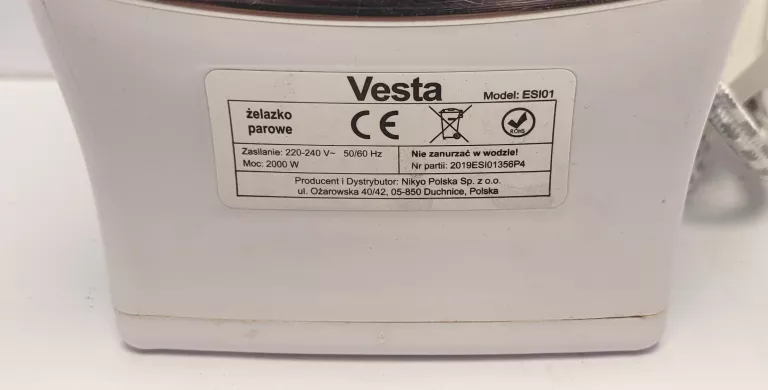 Vesta
Model: ESI01
żelazko
parowe
CE
ROHS
Zasilanie: 220-240 V~ 50/60 Hz
Moc: 2000 W
Nie zanurzać w wodzie!
Nr partii: 2019ESI01356P4
Producent i Dystrybutor: Nikyo Polska Sp. z o.o.
ul. Ożarowska 40/42, 05-850 Duchnice, Polska